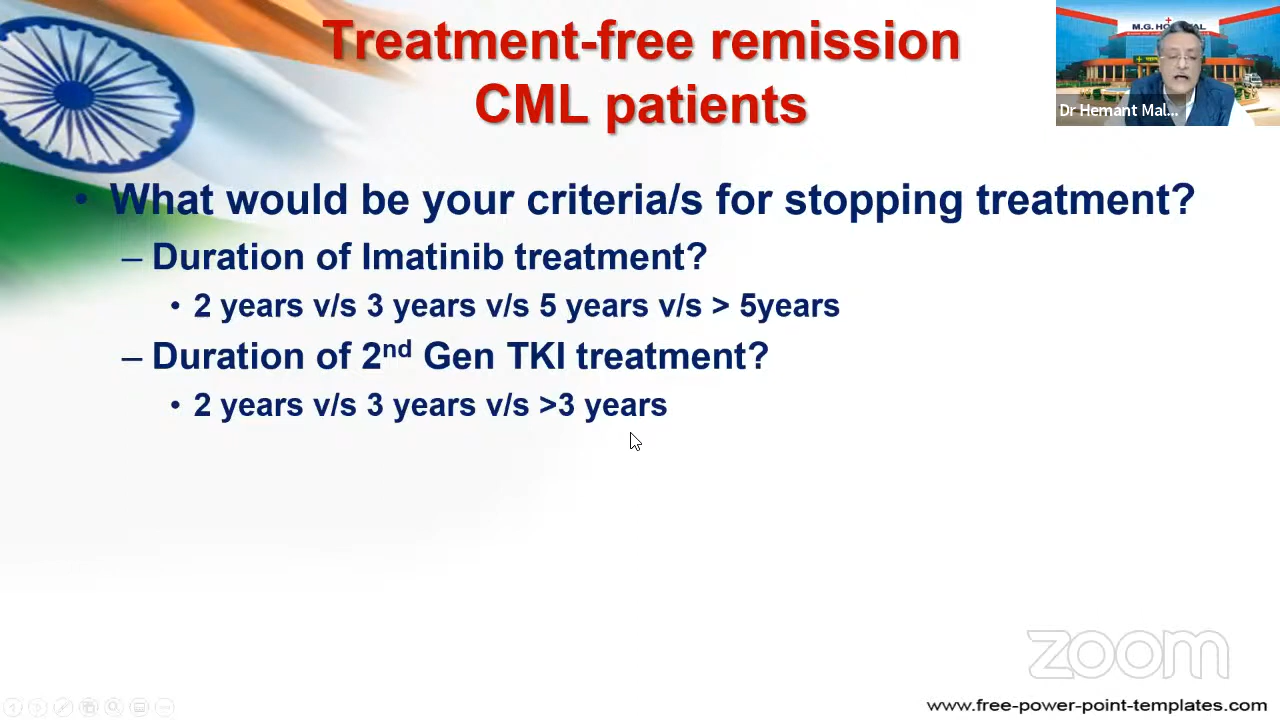 Treatment-free remission
CML patients
M.G. HOSPITAL
Dr Hemant Mal...
• What would be your criteria/s for stopping treatment?
– Duration of Imatinib treatment?
• 2 years v/s 3 years v/s 5 years v/s > 5years
– Duration of 2nd Gen TKI treatment?
• 2 years v/s 3 years v/s >3 years
zoom
www.free-power-point-templates.com